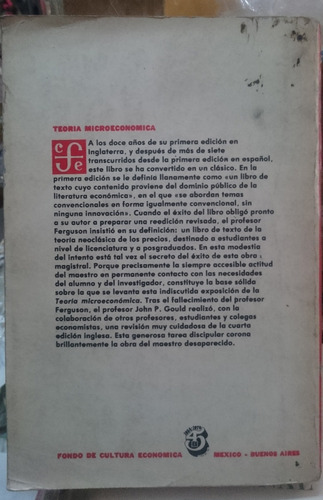 TEORIA MICROECONOMICA
A los doce años de su primera edición en
Inglaterra, y después de más de siete
transcurridos desde la primera edición en español,
este libro se ha convertido en un clásico. En la
primera edición se le definió llanamente como «un libro de
texto cuyo contenido proviene del dominio público de la
literatura económica», en el que «se abordan temas
convencionales en forma igualmente convencional, sin
ninguna innovación». Cuando el éxito del libro obligó pronto
a su autor a preparar una reedición revisada, el profesor
Ferguson insistió en su definición: un libro de texto de la
teoría neoclásica de los precios, destinado a estudiantes a
nivel de licenciatura y a posgraduados. En esta modestia
del intento está tal vez el secreto del éxito de esta obra
magistral. Porque precisamente la siempre accesible actitud
del maestro en permanente contacto con las necesidades
del alumno y del investigador, constituye la base sólida
sobre la que se levanta esta indiscutida exposición de la
Teoría microeconómica. Tras el fallecimiento del profesor
Ferguson, el profesor John P. Gould realizó, con la
colaboración de otros profesores, estudiantes y colegas
economistas, una revisión muy cuidadosa de la cuarta
edición inglesa. Esta generosa tarea discipular corona
brillantemente la obra del maestro desaparecido.
FONDO DE CULTURA ECONOMICA MEXICO - BUENOS AIRES